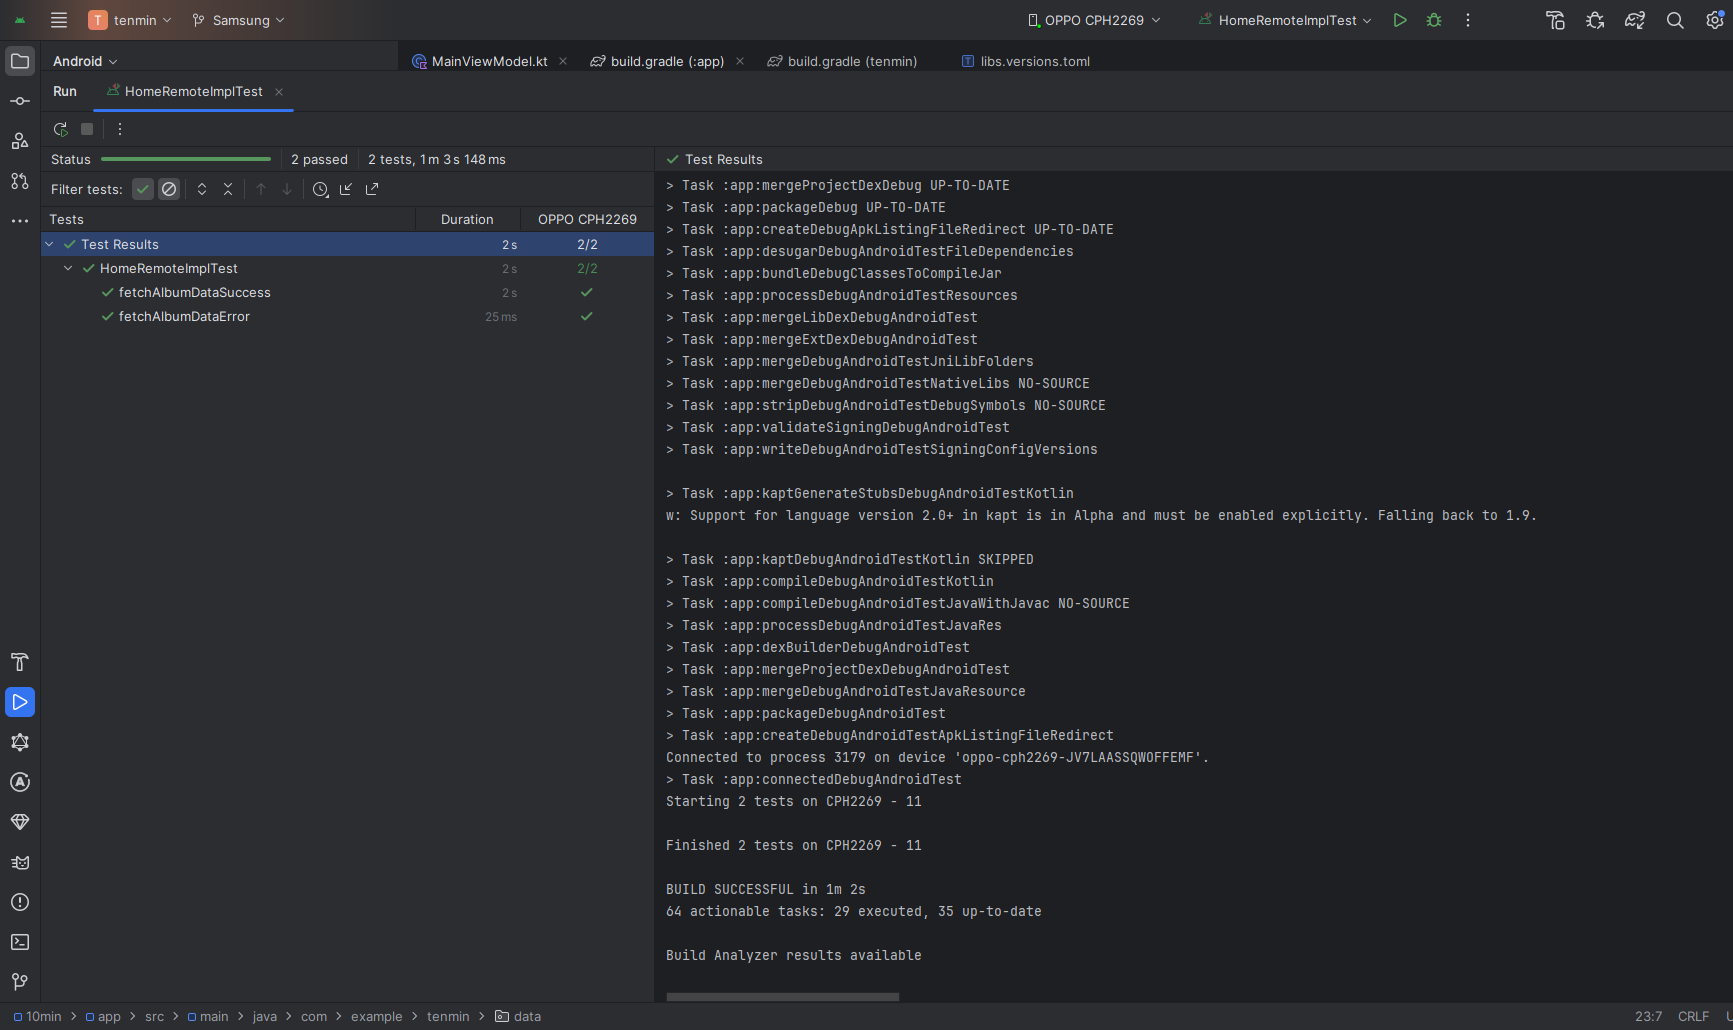 T tenmin Samsung OPPO CPH2269 HomeRemoteImplTest
Android MainViewModel.kt build.gradle (:app) build.gradle (tenmin) libs.versions.toml
Run HomeRemoteImplTest
Status 2 passed 2 tests, 1 m 3 s 148 ms
Test Results
Filter tests:
Tests Duration OPPO CPH2269
Test Results 2 s 2/2
HomeRemoteImplTest 2 s 2/2
fetchAlbumDataSuccess 2 s
fetchAlbumDataError 25 ms
> Task :app:mergeProjectDexDebug UP-TO-DATE
> Task :app:packageDebug UP-TO-DATE
> Task :app:createDebugApkListingFileRedirect UP-TO-DATE
> Task :app:desugarDebugAndroidTestFileDependencies
> Task :app:bundleDebugClassesToCompileJar
> Task :app:processDebugAndroidTestResources
> Task :app:mergeLibDexDebugAndroidTest
> Task :app:mergeExtDexDebugAndroidTest
> Task :app:mergeDebugAndroidTestJniLibFolders
> Task :app:mergeDebugAndroidTestNativeLibs NO-SOURCE
> Task :app:stripDebugAndroidTestDebugSymbols NO-SOURCE
> Task :app:validateSigningDebugAndroidTest
> Task :app:writeDebugAndroidTestSigningConfigVersions
> Task :app:kaptGenerateStubsDebugAndroidTestKotlin
w: Support for language version 2.0+ in kapt is in Alpha and must be enabled explicitly. Falling back to 1.9.
> Task :app:kaptDebugAndroidTestKotlin SKIPPED
> Task :app:compileDebugAndroidTestKotlin
> Task :app:compileDebugAndroidTestJavaWithJavac NO-SOURCE
> Task :app:processDebugAndroidTestJavaRes
> Task :app:dexBuilderDebugAndroidTest
> Task :app:mergeProjectDexDebugAndroidTest
> Task :app:mergeDebugAndroidTestJavaResource
> Task :app:packageDebugAndroidTest
> Task :app:createDebugAndroidTestApkListingFileRedirect
Connected to process 3179 on device 'oppo-cph2269-JV7LAASSQWOFFEMF'.
> Task :app:connectedDebugAndroidTest
Starting 2 tests on CPH2269 - 11
Finished 2 tests on CPH2269 - 11
BUILD SUCCESSFUL in 1m 2s
64 actionable tasks: 29 executed, 35 up-to-date
Build Analyzer results available
10min > app > src > main > java > com > example > tenmin > data 23:7 CRLF